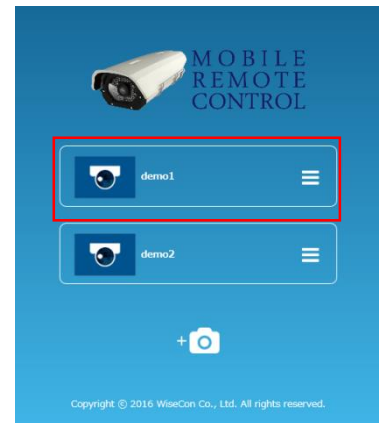 MOBILE
REMOTE
CONTROL
demo1
demo2
+
Copyright © 2016 WiseCon Co., Ltd. All rights reserved.